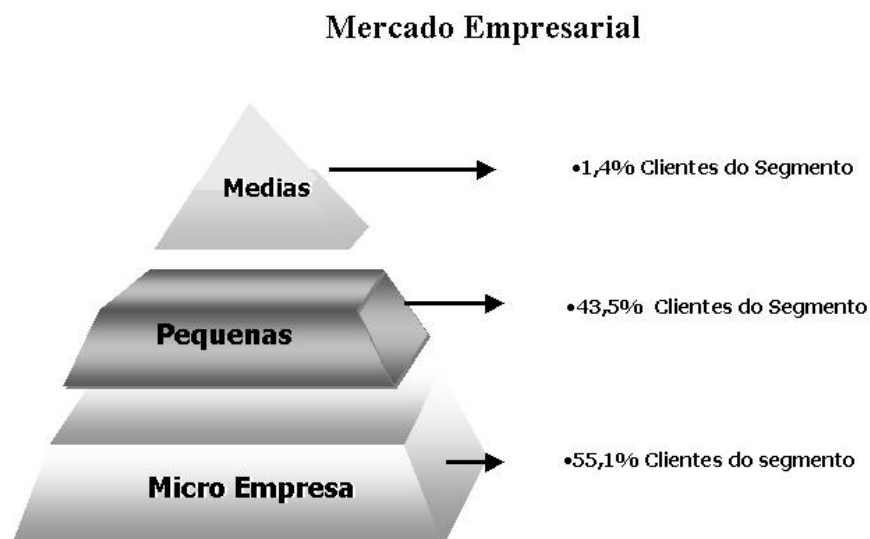 Mercado Empresarial
Medias
•1,4% Clientes do Segmento
Pequenas
•43,5% Clientes do Segmento
Micro Empresa
•55,1% Clientes do segmento